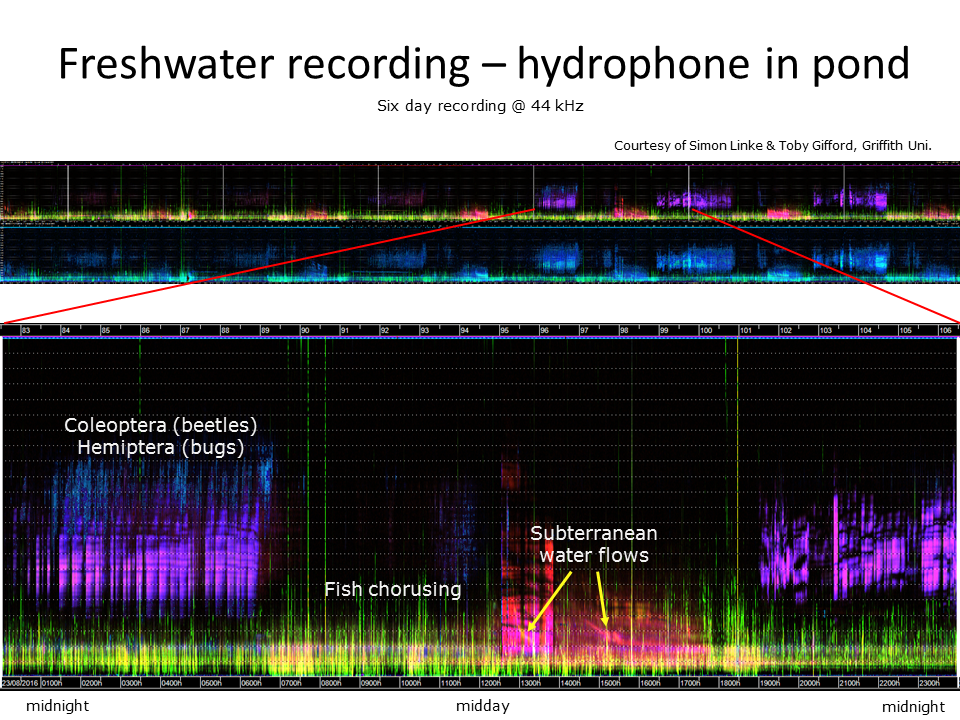 Freshwater recording – hydrophone in pond
Six day recording @ 44 kHz
Courtesy of Simon Linke & Toby Gifford, Griffith Uni.
83 84 85 86 87 88 89 90 91 92 93 94 95 96 97 98 99 100 101 102 103 104 105 106
Coleoptera (beetles)
Hemiptera (bugs)
Subterranean
water flows
Fish chorusing
23/08/2016 0100h 0200h 0300h 0400h 0500h 0600h 0700h 0800h 0900h 1000h 1100h 1200h 1300h 1400h 1500h 1600h 1700h 1800h 1900h 2000h 2100h 2200h 2300h
midnight midday midnight